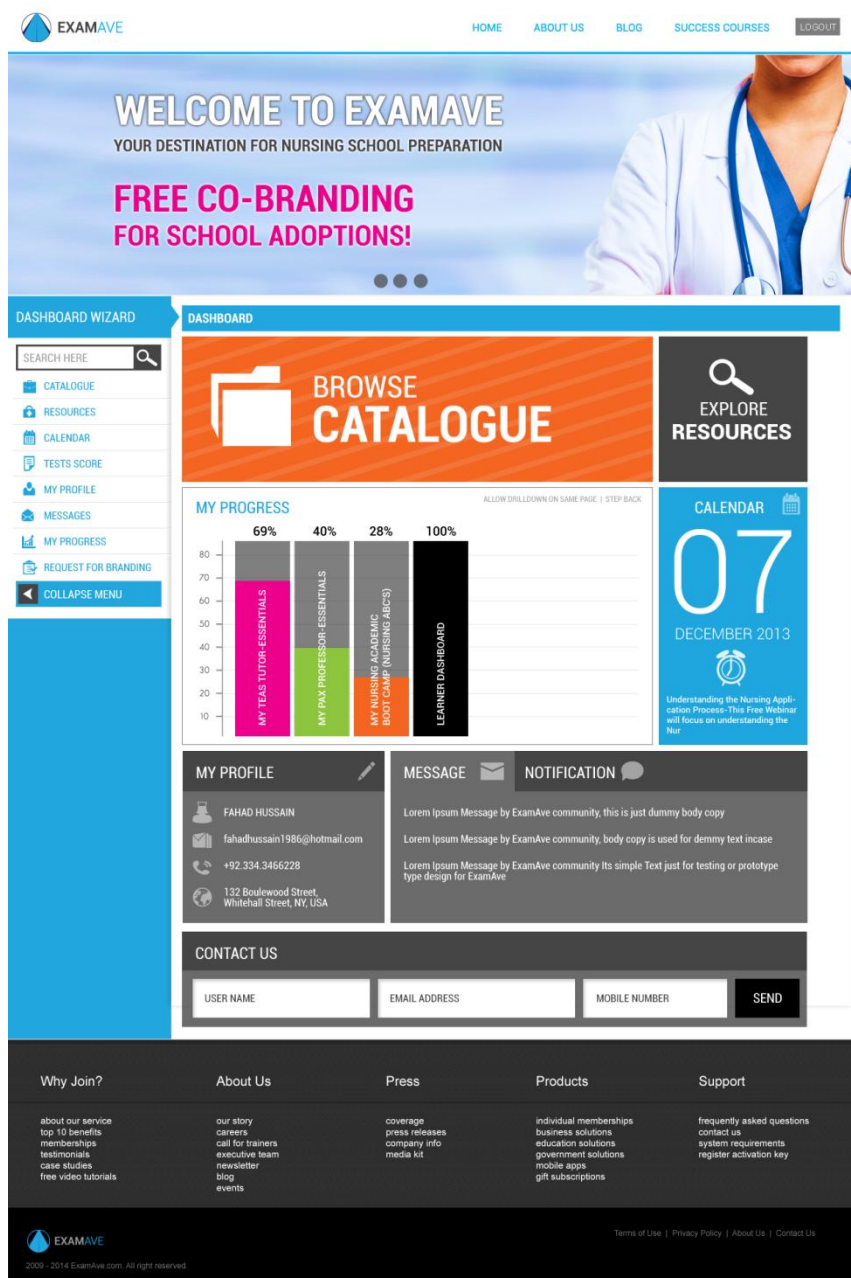 EXAMAVE
HOME ABOUT US BLOG SUCCESS COURSES LOGOUT
WELCOME TO EXAMAVE
YOUR DESTINATION FOR NURSING SCHOOL PREPARATION
FREE CO-BRANDING
FOR SCHOOL ADOPTIONS!
DASHBOARD WIZARD
SEARCH HERE
CATALOGUE
RESOURCES
CALENDAR
TESTS SCORE
MY PROFILE
MESSAGES
MY PROGRESS
REQUEST FOR BRANDING
COLLAPSE MENU
DASHBOARD
BROWSE
CATALOGUE
EXPLORE
RESOURCES
MY PROGRESS
ALLOW DRILLDOWN ON SAME PAGE | STEP BACK
69% 40% 28% 100%
80
70
60
50
40
30
20
10
MY TEAS TUTOR-ESSENTIALS
MY PAX PROFESSOR-ESSENTIALS
MY NURSING ACADEMIC
BOOT CAMP (NURSING ABC'S)
LEARNER DASHBOARD
CALENDAR
07
DECEMBER 2013
Understanding the Nursing Appli-
cation Process-This Free Webinar
will focus on understanding the
Nur
MY PROFILE
FAHAD HUSSAIN
fahadhussain1986@hotmail.com
+92.334.3466228
132 Boulewood Street,
Whitehall Street, NY, USA
MESSAGE NOTIFICATION
Lorem Ipsum Message by ExamAve community, this is just dummy body copy
Lorem Ipsum Message by ExamAve community, body copy is used for demmy text incase
Lorem Ipsum Message by ExamAve community Its simple Text just for testing or prototype
type design for ExamAve
CONTACT US
USER NAME EMAIL ADDRESS MOBILE NUMBER SEND
Why Join?
about our service
top 10 benefits
memberships
testimonials
case studies
free video tutorials
About Us
our story
careers
call for trainers
executive team
newsletter
blog
events
Press
coverage
press releases
company info
media kit
Products
individual memberships
business solutions
education solutions
government solutions
mobile apps
gift subscriptions
Support
frequently asked questions
contact us
system requirements
register activation key
EXAMAVE
Terms of Use | Privacy Policy | About Us | Contact Us
2009 - 2014 ExamAve.com. All right reserved.